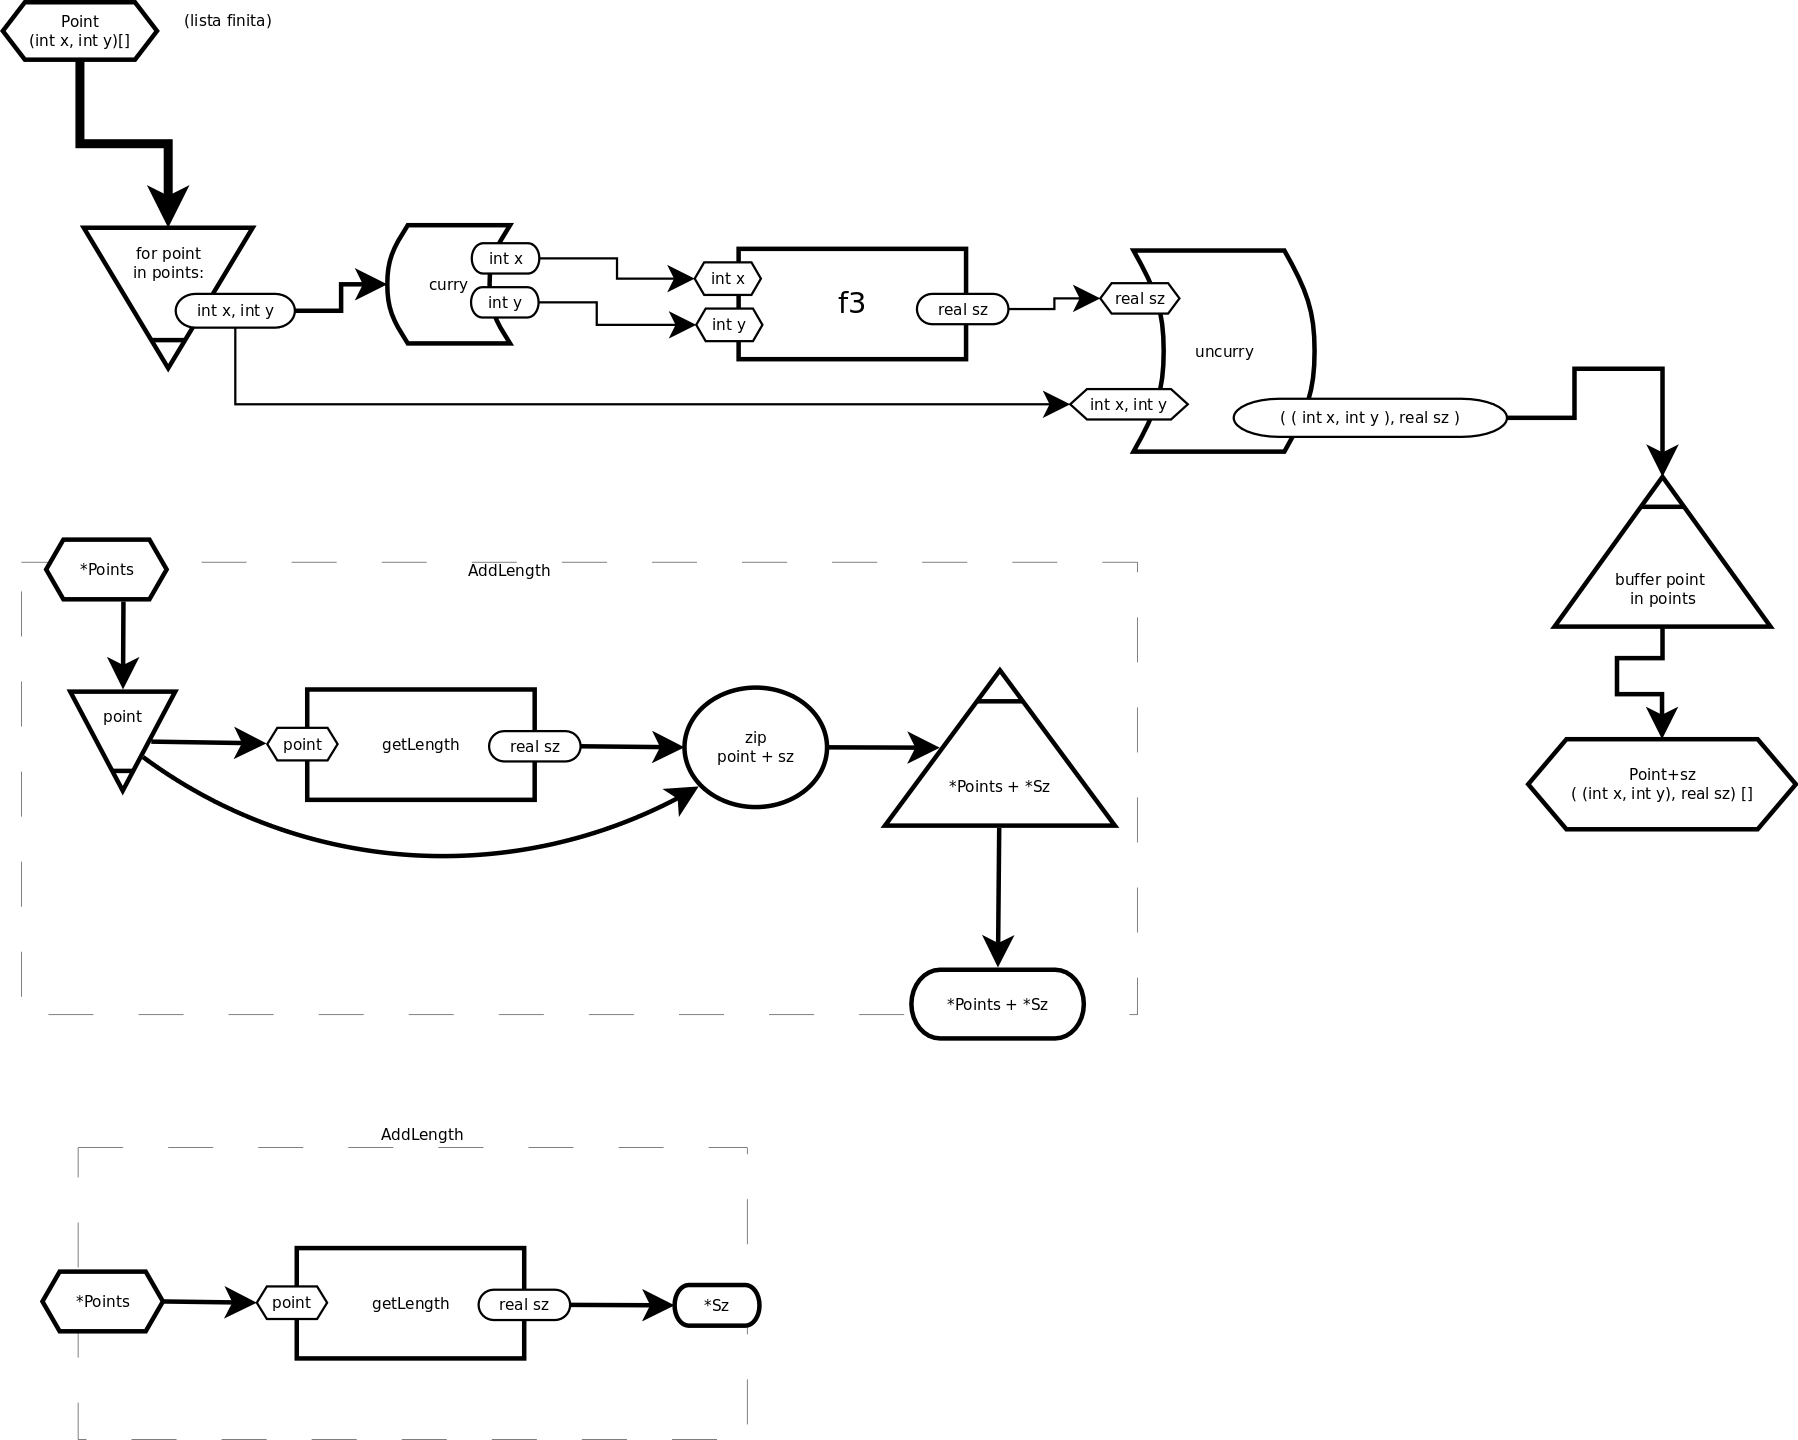 Point
(int x, int y)[]
(lista finita)
for point
in points:
int x, int y
curry
int x
int y
int x
int y
f3
real sz
real sz
int x, int y
uncurry
( ( int x, int y ), real sz )
buffer point
in points
Point+sz
( (int x, int y), real sz) []
AddLength
*Points
point
point
getLength
real sz
zip
point + sz
*Points + *Sz
*Points + *Sz
AddLength
*Points
point
getLength
real sz
*Sz